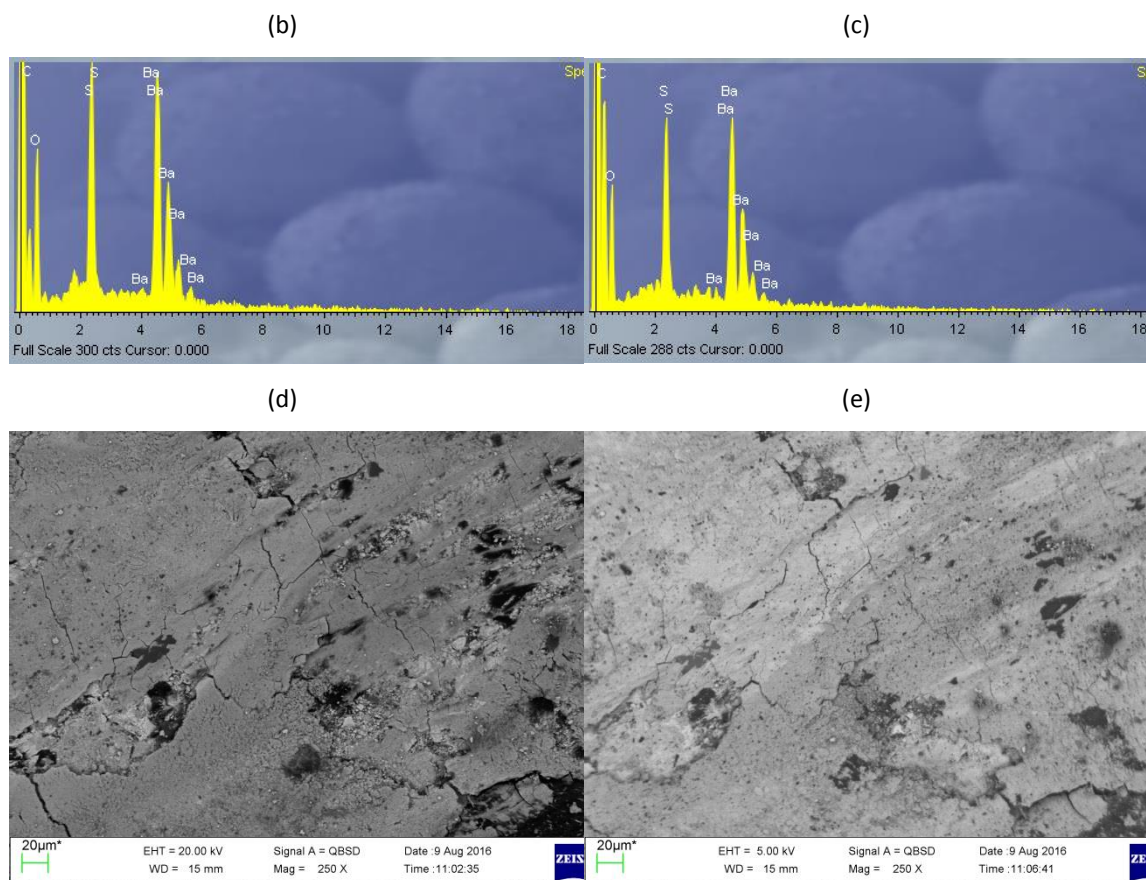 (b) (c)
C S Ba Spe
S Ba
O
Ba
Ba
Ba Ba
Ba
0 2 4 6 8 10 12 14 16 18
Full Scale 300 cts Cursor: 0.000
C S
S Ba
S Ba
O
Ba
Ba
Ba Ba
Ba
0 2 4 6 8 10 12 14 16 18
Full Scale 288 cts Cursor: 0.000
(d) (e)
20µm*
EHT = 20.00 kV Signal A = QBSD Date :9 Aug 2016
WD = 15 mm Mag = 250 X Time :11:02:35
ZEISS
20µm*
EHT = 5.00 kV Signal A = QBSD Date :9 Aug 2016
WD = 15 mm Mag = 250 X Time :11:06:41
ZEIS